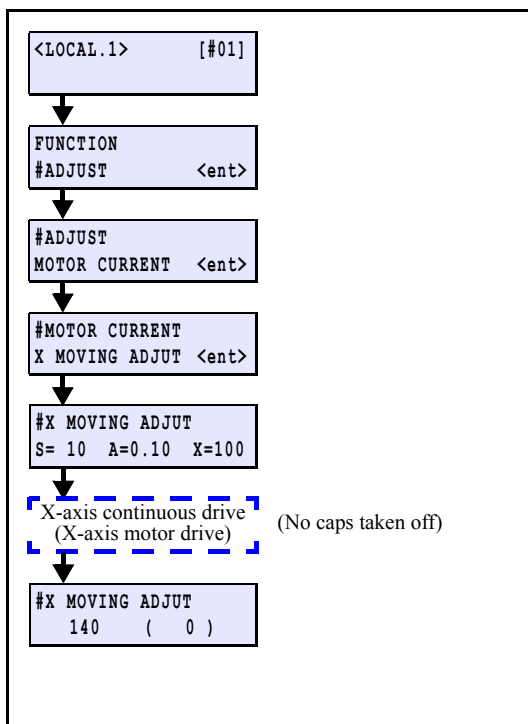 <LOCAL.1> [#01]
FUNCTION
#ADJUST <ent>
#ADJUST
MOTOR CURRENT <ent>
#MOTOR CURRENT
X MOVING ADJUT <ent>
#X MOVING ADJUT
S= 10 A=0.10 X=100
X-axis continuous drive
(X-axis motor drive)
(No caps taken off)
#X MOVING ADJUT
140 ( 0 )